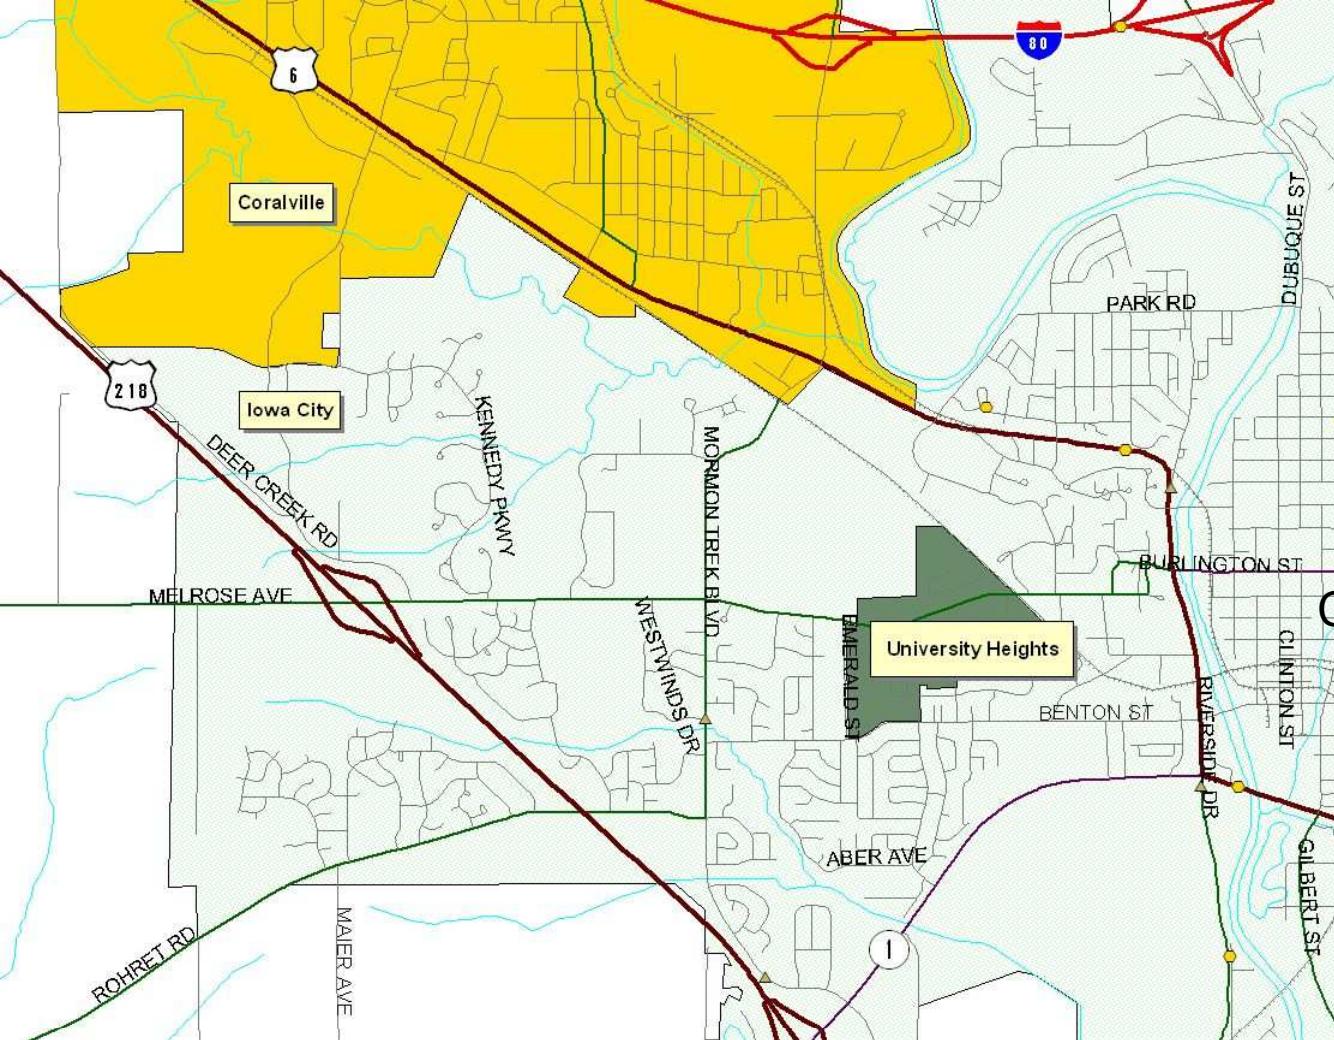 80
6
Coralville
DUBUQUE ST
PARK RD
218
Iowa City
KENNEDY PKWY
DEER CREEK RD
MORMON TREK BLVD
BURLINGTON ST
MELROSE AVE
WESTWINDS DR
EMERALD ST
University Heights
CLINTON ST
BENTON ST
RIVERSIDE DR
ABER AVE
GILBERT ST
MAIER AVE
ROHRET RD
1